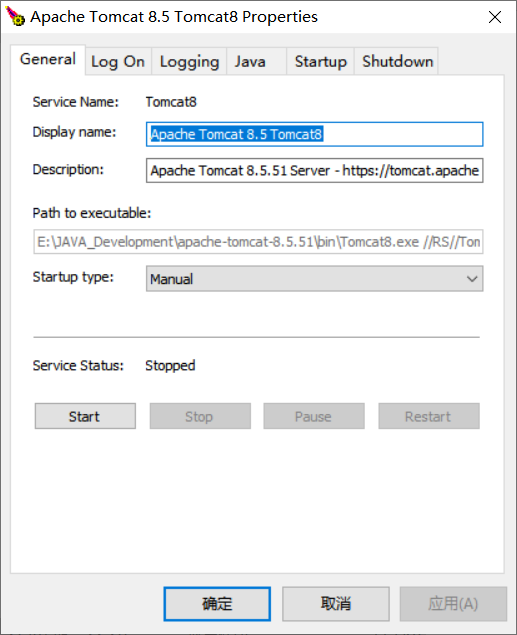 Apache Tomcat 8.5 Tomcat8 Properties
General
Log On
Logging
Java
Startup
Shutdown
Service Name: Tomcat8
Display name: Apache Tomcat 8.5 Tomcat8
Description: Apache Tomcat 8.5.51 Server - https://tomcat.apache
Path to executable:
E:\JAVA_Development\apache-tomcat-8.5.51\bin\Tomcat8.exe //RS//Tom
Startup type: Manual
Service Status: Stopped
Start
Stop
Pause
Restart
确定
取消
应用(A)